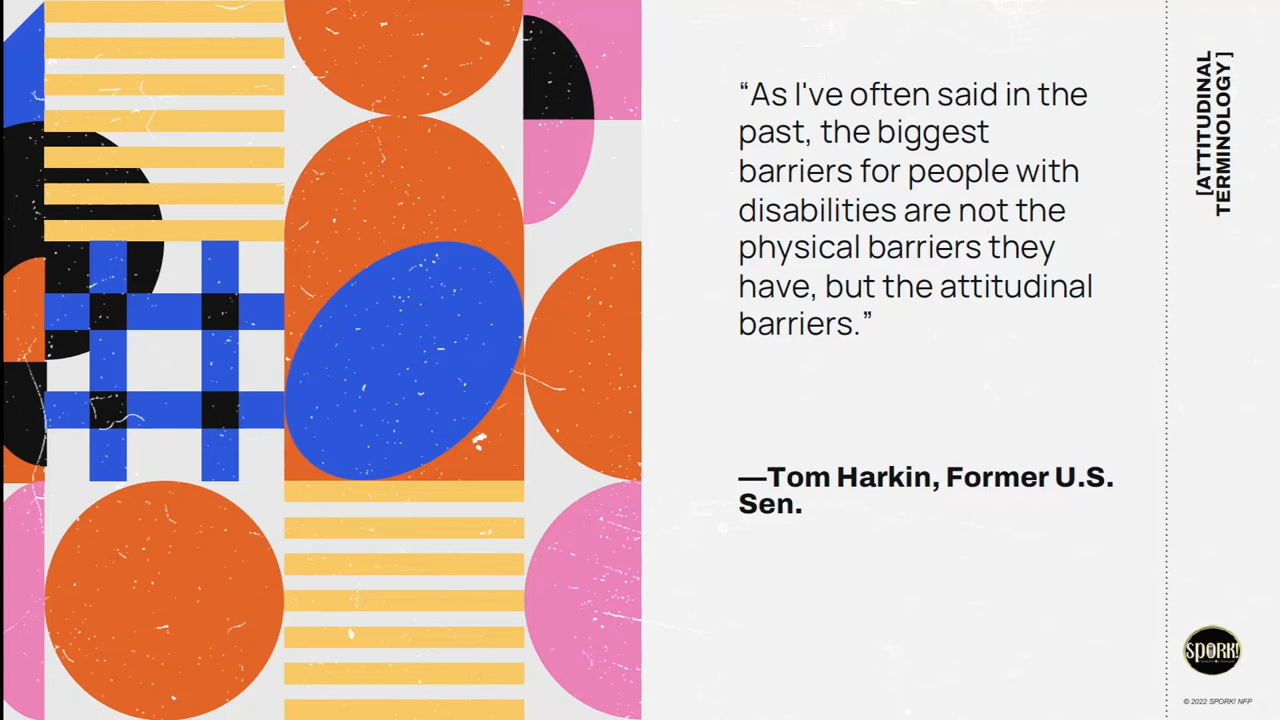 “As I've often said in the
past, the biggest
barriers for people with
disabilities are not the
physical barriers they
have, but the attitudinal
barriers.”
—Tom Harkin, Former U.S.
Sen.
[ATTITUDINAL
TERMINOLOGY]
SPORK!
© 2022 SPORK! NFP